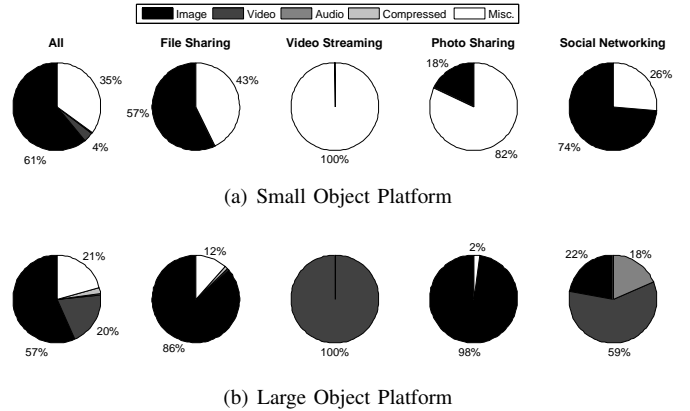 Image Video Audio Compressed Misc.
All File Sharing Video Streaming Photo Sharing Social Networking
35% 4% 61%
43% 57%
100%
18% 82%
26% 74%
(a) Small Object Platform
21% 20% 57%
12% 86%
100%
2% 98%
22% 18% 59%
(b) Large Object Platform